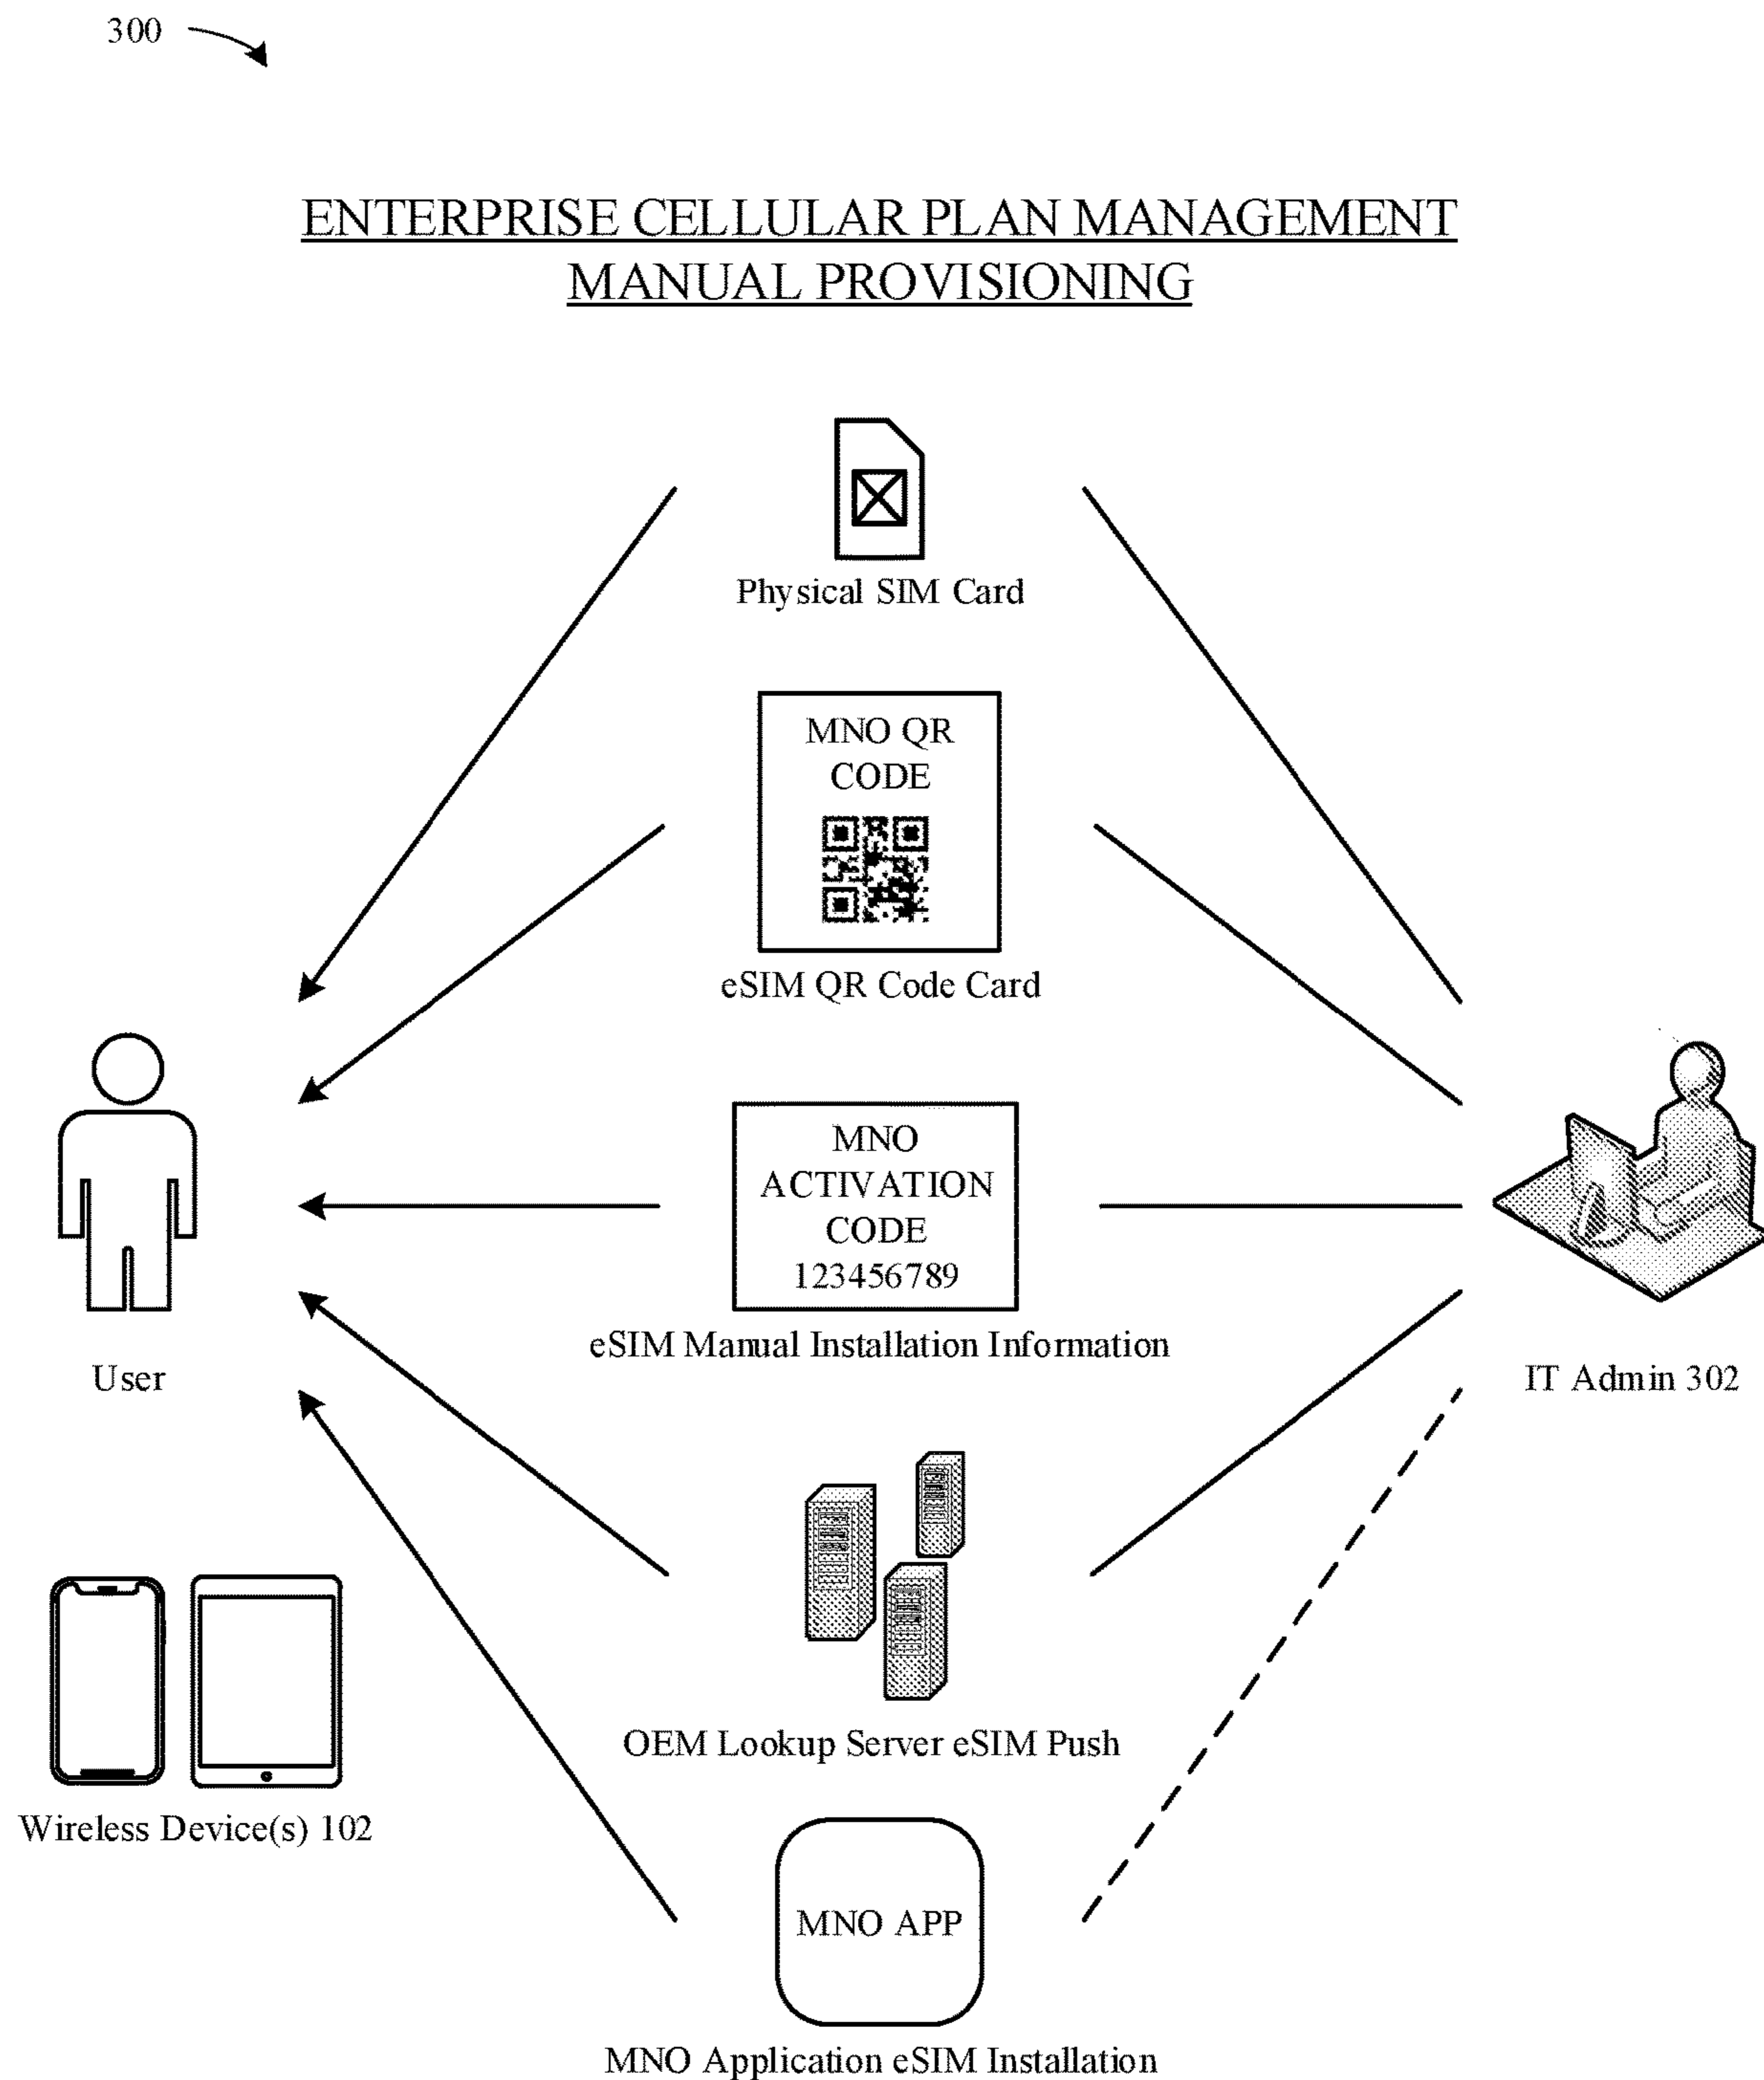 300
ENTERPRISE CELLULAR PLAN MANAGEMENT
MANUAL PROVISIONING
Physical SIM Card
MNO QR
CODE
eSIM QR Code Card
MNO
ACTIVATION
CODE
123456789
eSIM Manual Installation Information
User
IT Admin 302
OEM Lookup Server eSIM Push
Wireless Device(s) 102
MNO APP
MNO Application eSIM Installation